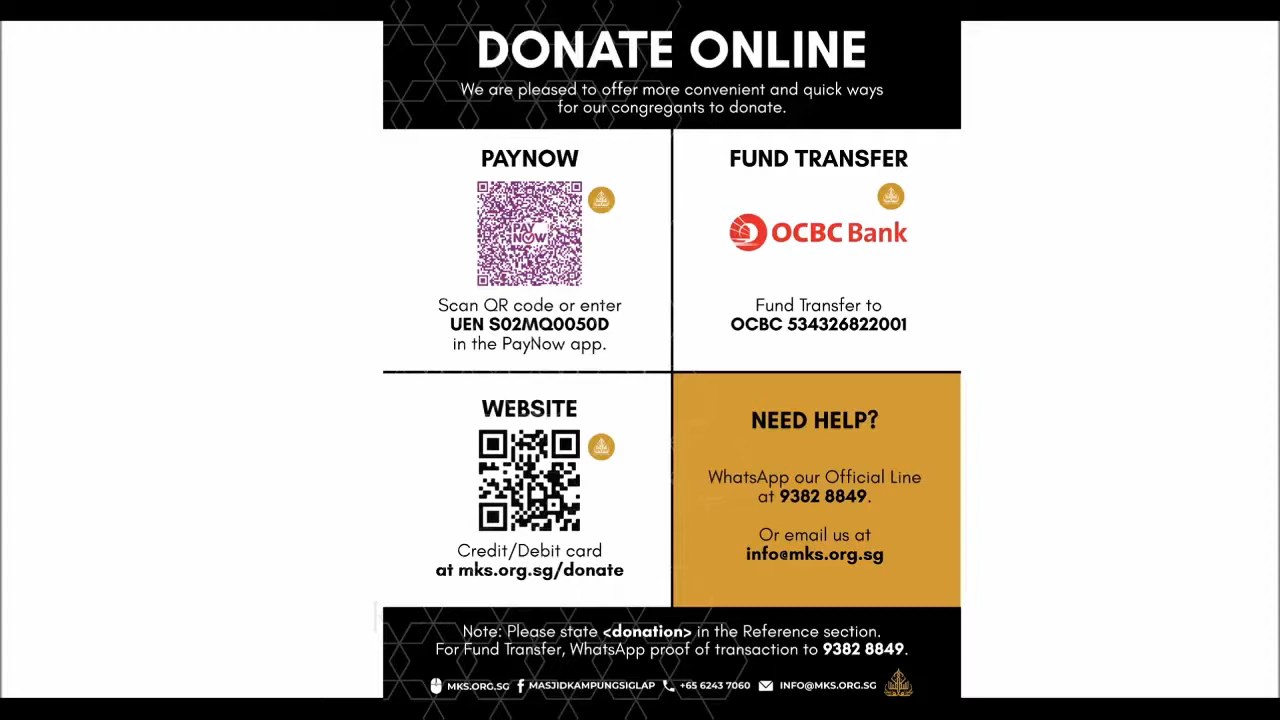 DONATE ONLINE
We are pleased to offer more convenient and quick ways
for our congregants to donate.
PAYNOW
PAY
NOW
Scan QR code or enter
UEN S02MQ0050D
in the PayNow app.
FUND TRANSFER
OCBC Bank
Fund Transfer to
OCBC 534326822001
WEBSITE
Credit/Debit card
at mks.org.sg/donate
NEED HELP?
WhatsApp our Official Line
at 9382 8849.
Or email us at
info@mks.org.sg
Note: Please state <donation> in the Reference section.
For Fund Transfer, WhatsApp proof of transaction to 9382 8849.
MKS.ORG.SG MASJIDKAMPUNGSIGLAP +65 6243 7060 INFO@MKS.ORG.SG